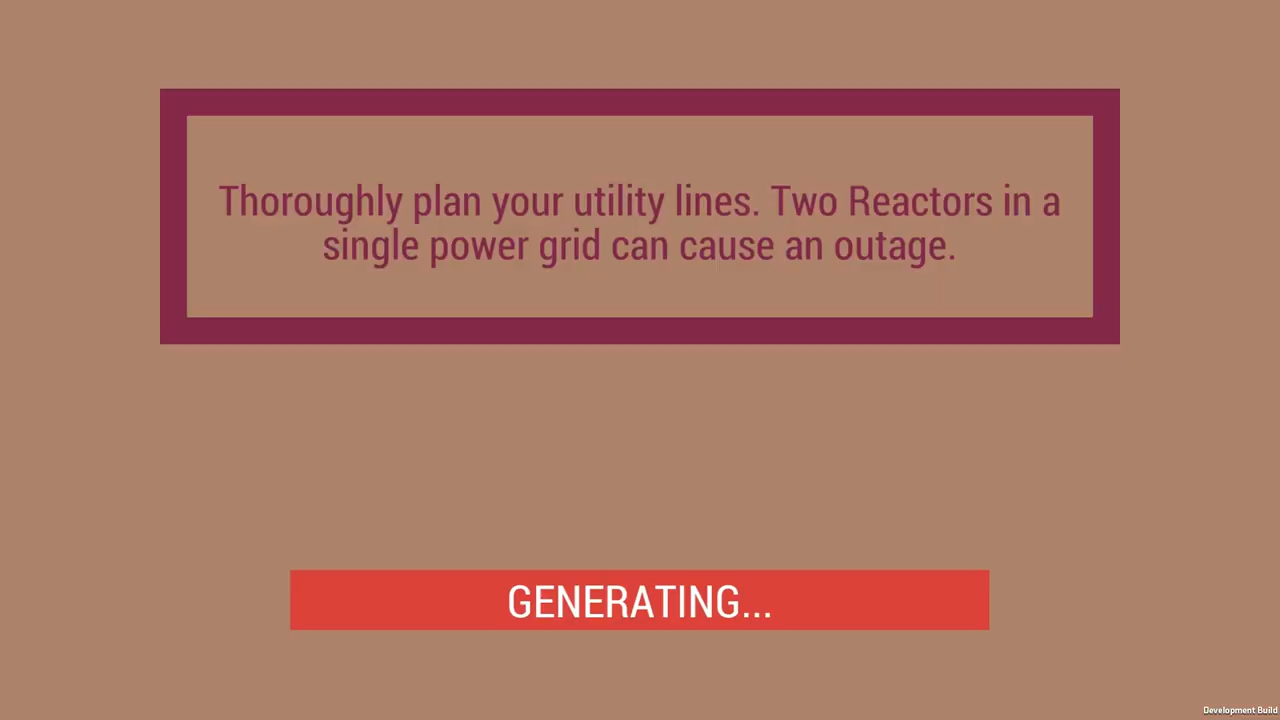 Thoroughly plan your utility lines. Two Reactors in a
single power grid can cause an outage.
GENERATING...
Development Build